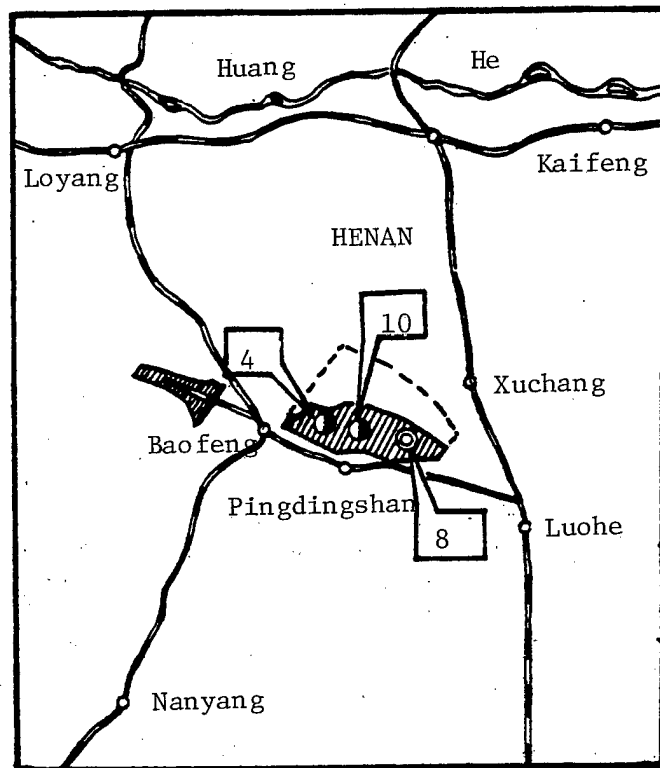 Huang
He
Loyang
Kaifeng
HENAN
10
4
Xuchang
Baofeng
Pingdingshan
8
Luohe
Nanyang